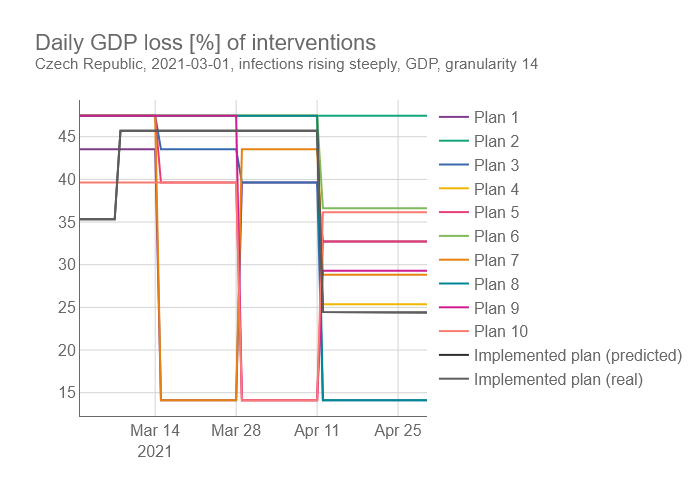 Daily GDP loss [%] of interventions
Czech Republic, 2021-03-01, infections rising steeply, GDP, granularity 14
45
40
35
30
25
20
15
Mar 14
2021
Mar 28
Apr 11
Apr 25
Plan 1
Plan 2
Plan 3
Plan 4
Plan 5
Plan 6
Plan 7
Plan 8
Plan 9
Plan 10
Implemented plan (predicted)
Implemented plan (real)